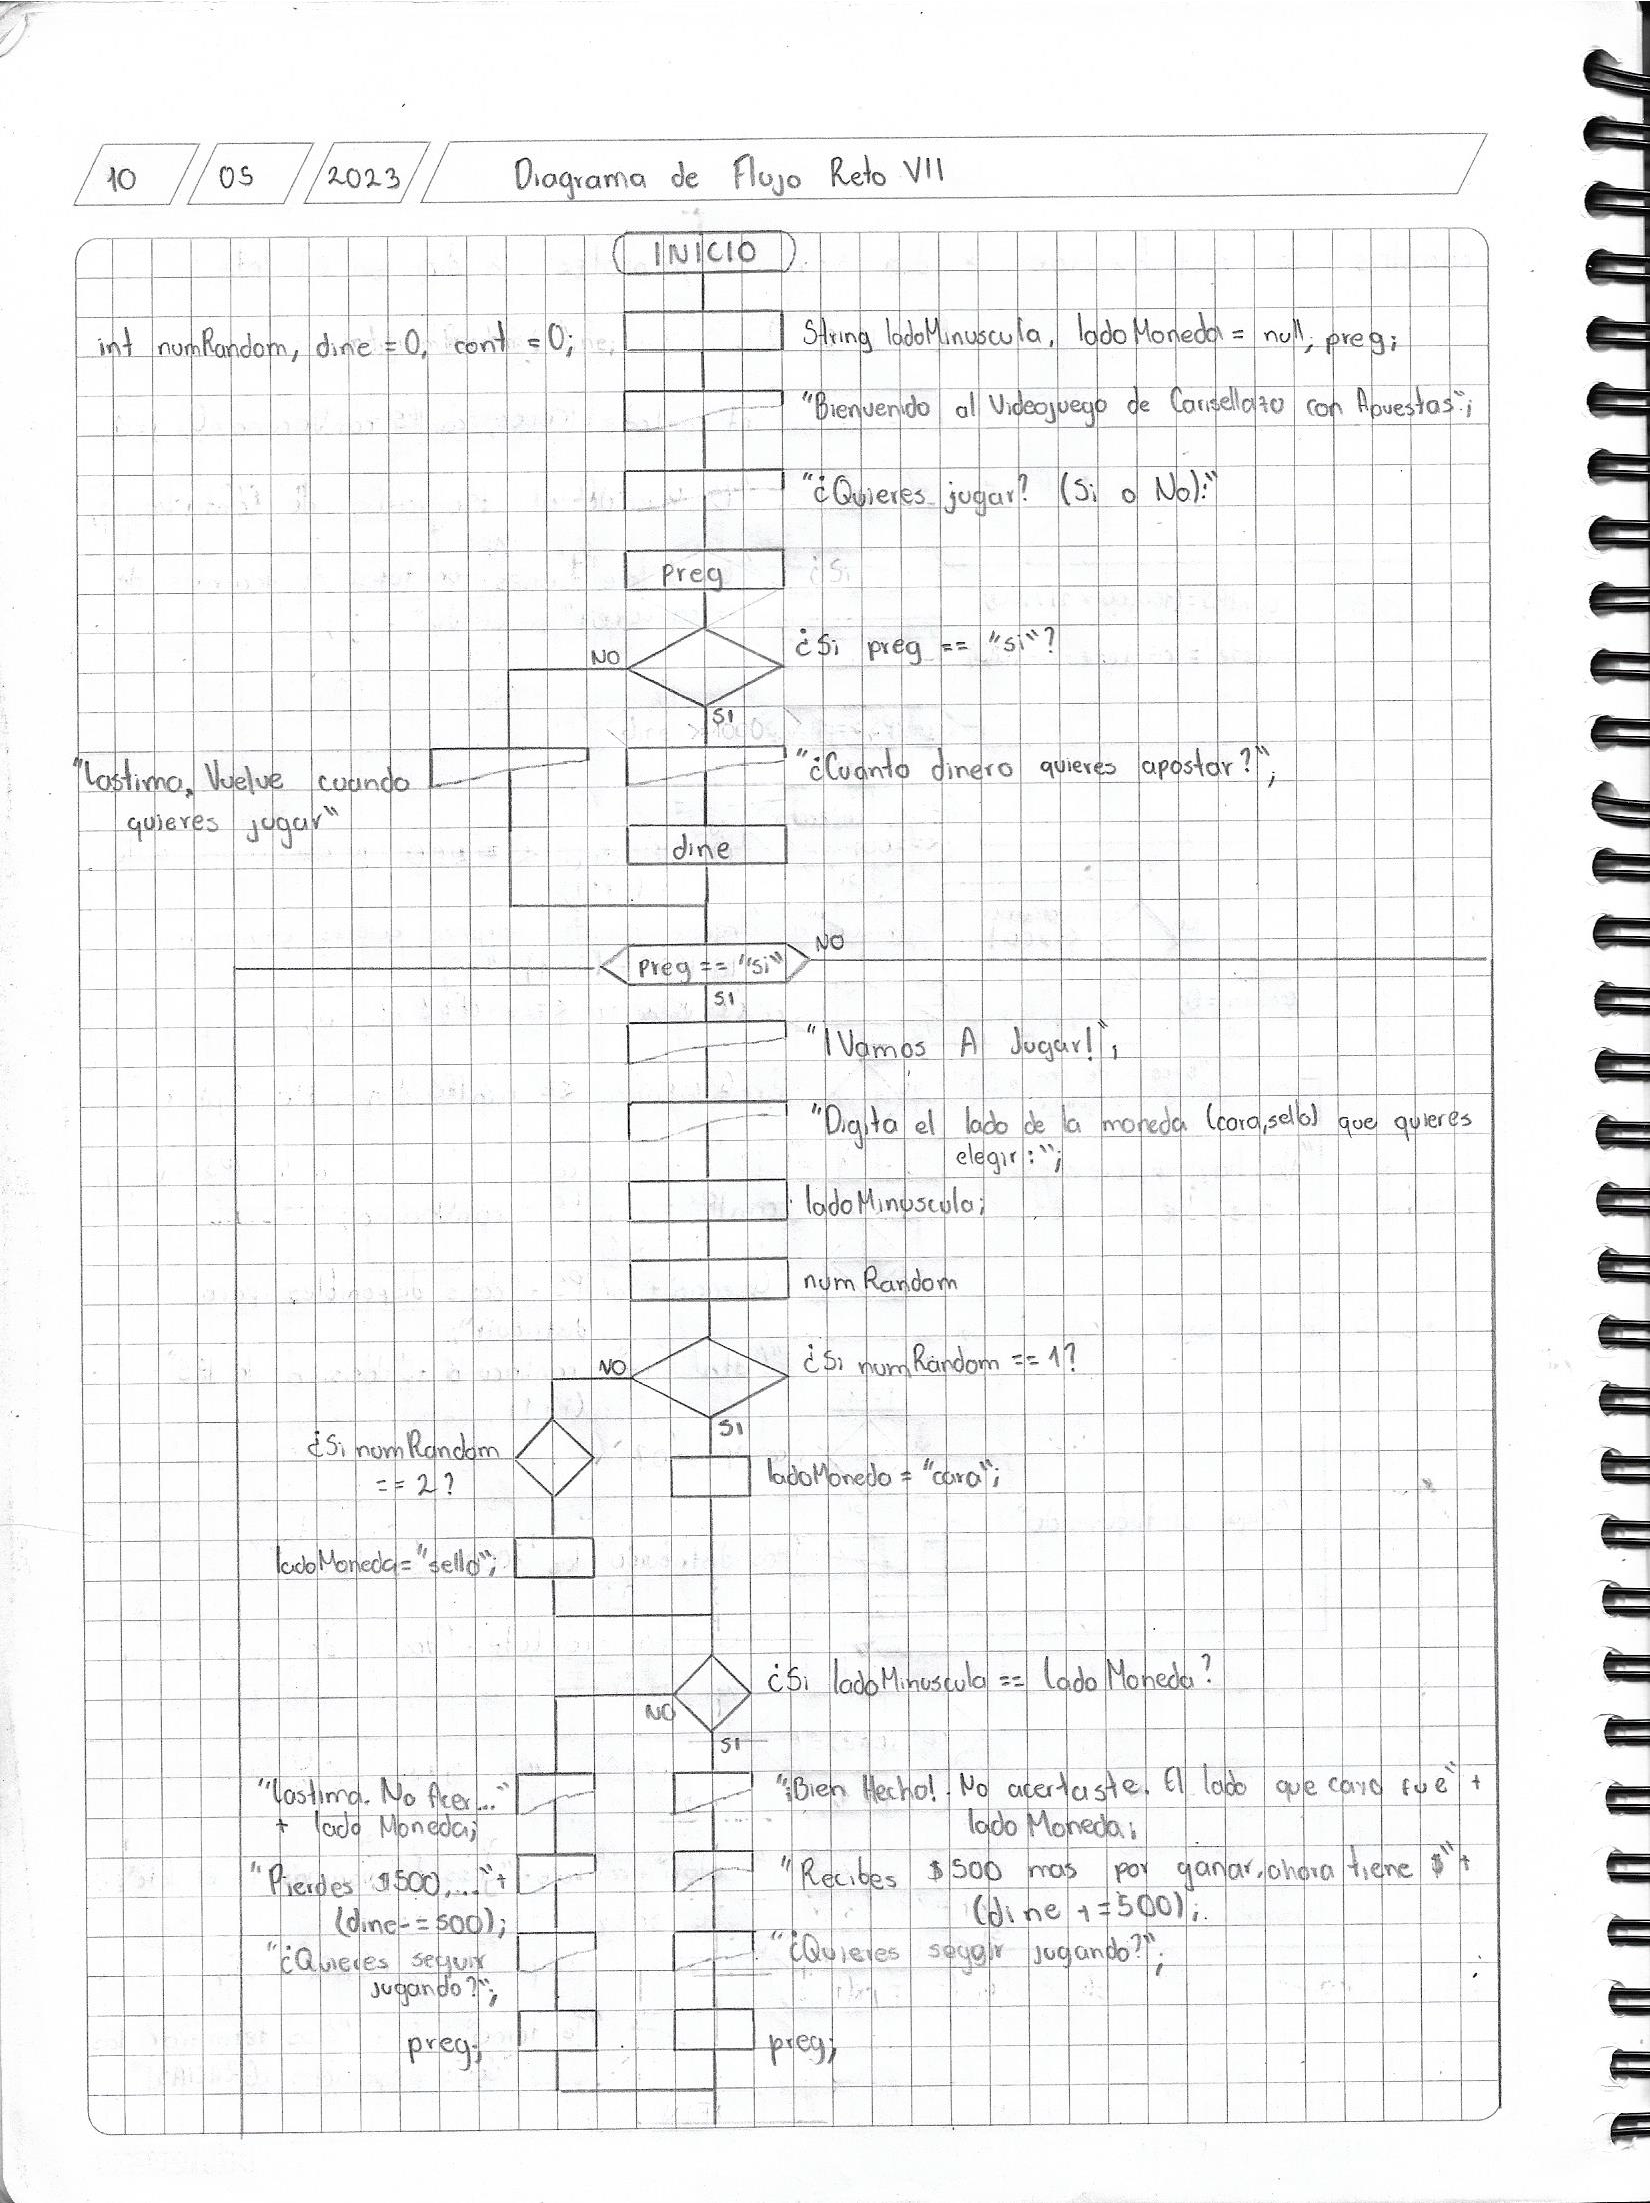 10 05 2023 Diagrama de Flujo Reto VII
INICIO
int numRandom, dine = 0, cont = 0;
String ladoMinuscula, ladoMoneda = null, preg;
"Bienvenido al Videojuego de Carisellazo con Apuestas";
"¿Quieres jugar? (Si o No):"
preg
¿Si preg == "si"?
NO
SI
"Lastima, Vuelve cuando
quieres jugar"
"¿Cuanto dinero quieres apostar?";
dine
preg == "si"
NO
SI
"¡Vamos A Jugar!";
"Digita el lado de la moneda (cara,sello) que quieres
elegir:";
ladoMinuscula;
numRandom
¿Si numRandom == 1?
NO
SI
¿Si numRandom
== 2?
ladoMoneda = "cara";
ladoMoneda = "sello";
¿Si ladoMinuscula == ladoMoneda?
NO
SI
"Lastima. No Acer..."
+ lado Moneda;
"¡Bien Hecho!. No acertaste. El lado que cayo fue" +
lado Moneda;
"Pierdes $500,..." +
(dine -= 500);
"Recibes $500 mas por ganar, ahora tiene $" +
(dine += 500);
"¿Quieres seguir
jugando?";
"¿Quieres seguir jugando?";
preg;
preg;